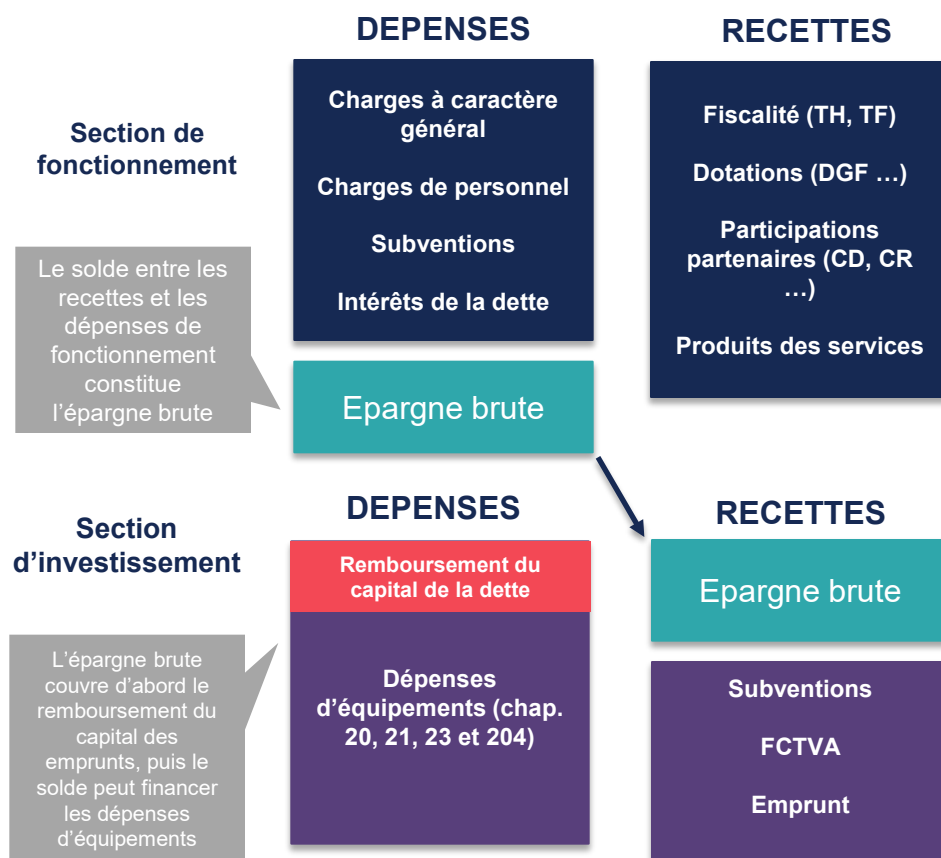 DEPENSES
RECETTES
Section de
fonctionnement
Charges à caractère
général
Charges de personnel
Subventions
Intérêts de la dette
Fiscalité (TH, TF)
Dotations (DGF ...)
Participations
partenaires (CD, CR
...)
Produits des services
Le solde entre les
recettes et les
dépenses de
fonctionnement
constitue
l’épargne brute
Epargne brute
Section
d’investissement
DEPENSES
RECETTES
Remboursement du
capital de la dette
Dépenses
d’équipements (chap.
20, 21, 23 et 204)
Epargne brute
Subventions
FCTVA
Emprunt
L’épargne brute
couvre d’abord le
remboursement du
capital des
emprunts, puis le
solde peut financer
les dépenses
d’équipements